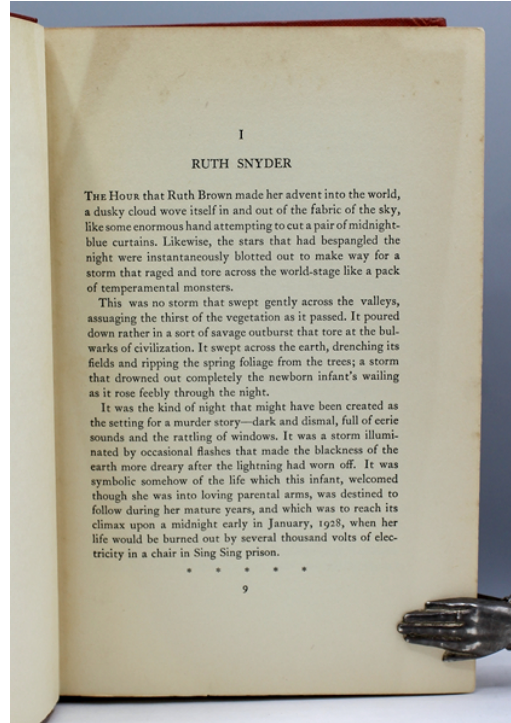 I
RUTH SNYDER
THE HOUR that Ruth Brown made her advent into the world,
a dusky cloud wove itself in and out of the fabric of the sky,
like some enormous hand attempting to cut a pair of midnight-
blue curtains. Likewise, the stars that had bespangled the
night were instantaneously blotted out to make way for a
storm that raged and tore across the world-stage like a pack
of temperamental monsters.
This was no storm that swept gently across the valleys,
assuaging the thirst of the vegetation as it passed. It poured
down rather in a sort of savage outburst that tore at the bul-
warks of civilization. It swept across the earth, drenching its
fields and ripping the spring foliage from the trees; a storm
that drowned out completely the newborn infant's wailing
as it rose feebly through the night.
It was the kind of night that might have been created as
the setting for a murder story—dark and dismal, full of eerie
sounds and the rattling of windows. It was a storm illumi-
nated by occasional flashes that made the blackness of the
earth more dreary after the lightning had worn off. It was
symbolic somehow of the life which this infant, welcomed
though she was into loving parental arms, was destined to
follow during her mature years, and which was to reach its
climax upon a midnight early in January, 1928, when her
life would be burned out by several thousand volts of elec-
tricity in a chair in Sing Sing prison.
* * * * *
9